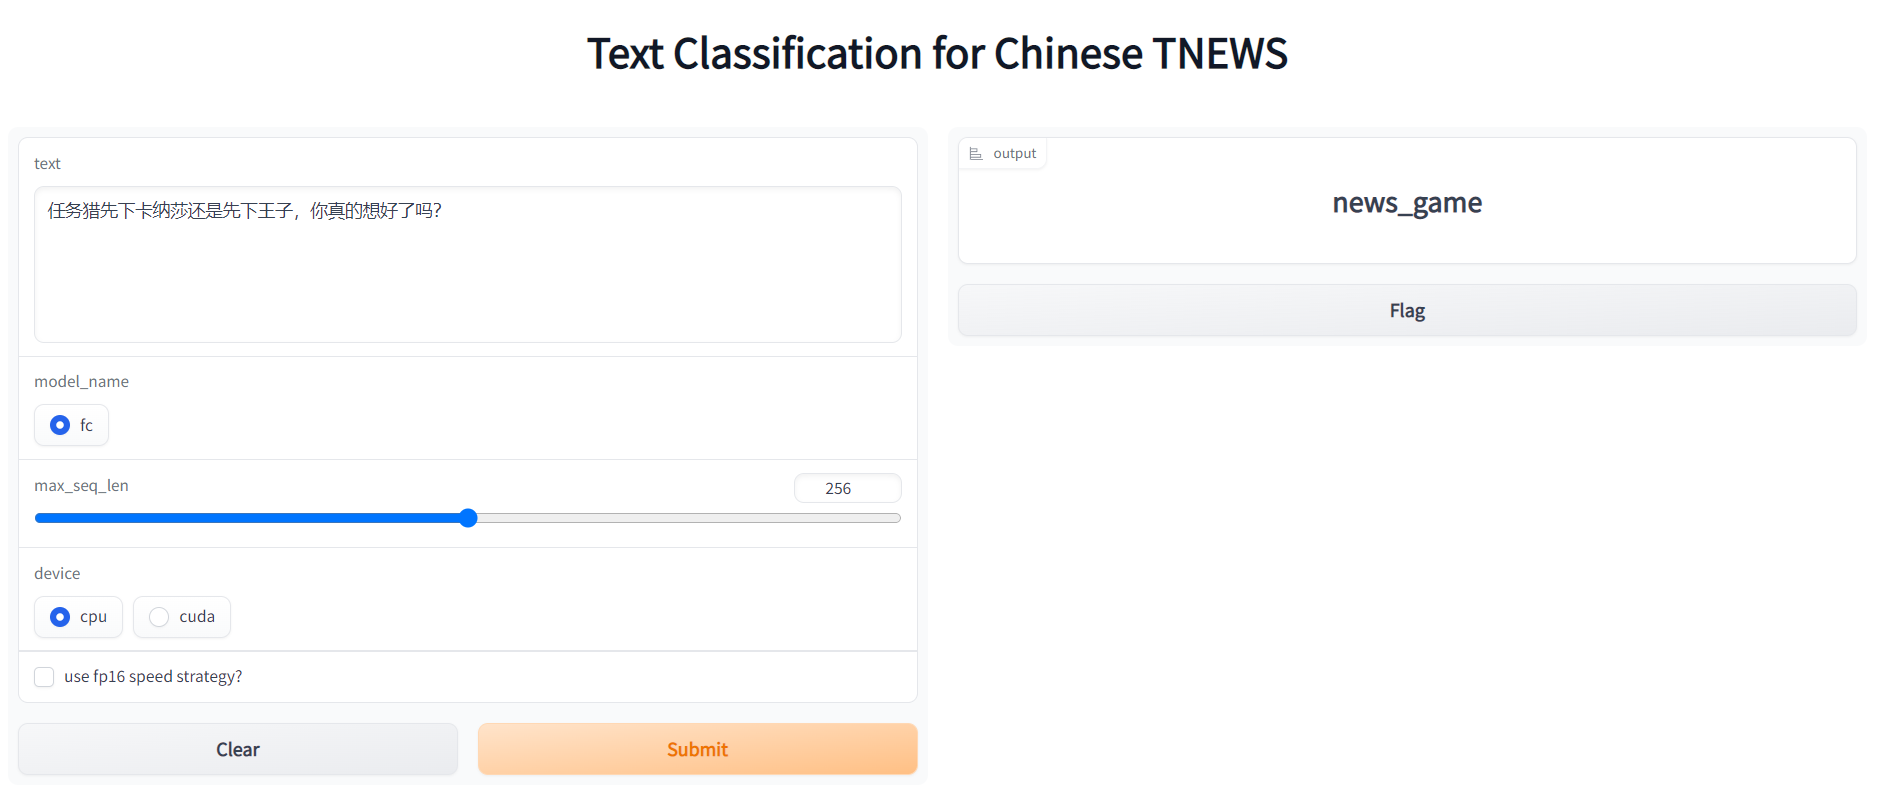 Text Classification for Chinese TNEWS
text
任务猎先下卡纳莎还是先下王子，你真的想好了吗？
model_name
fc
max_seq_len
256
device
cpu
cuda
use fp16 speed strategy?
Clear
Submit
output
news_game
Flag